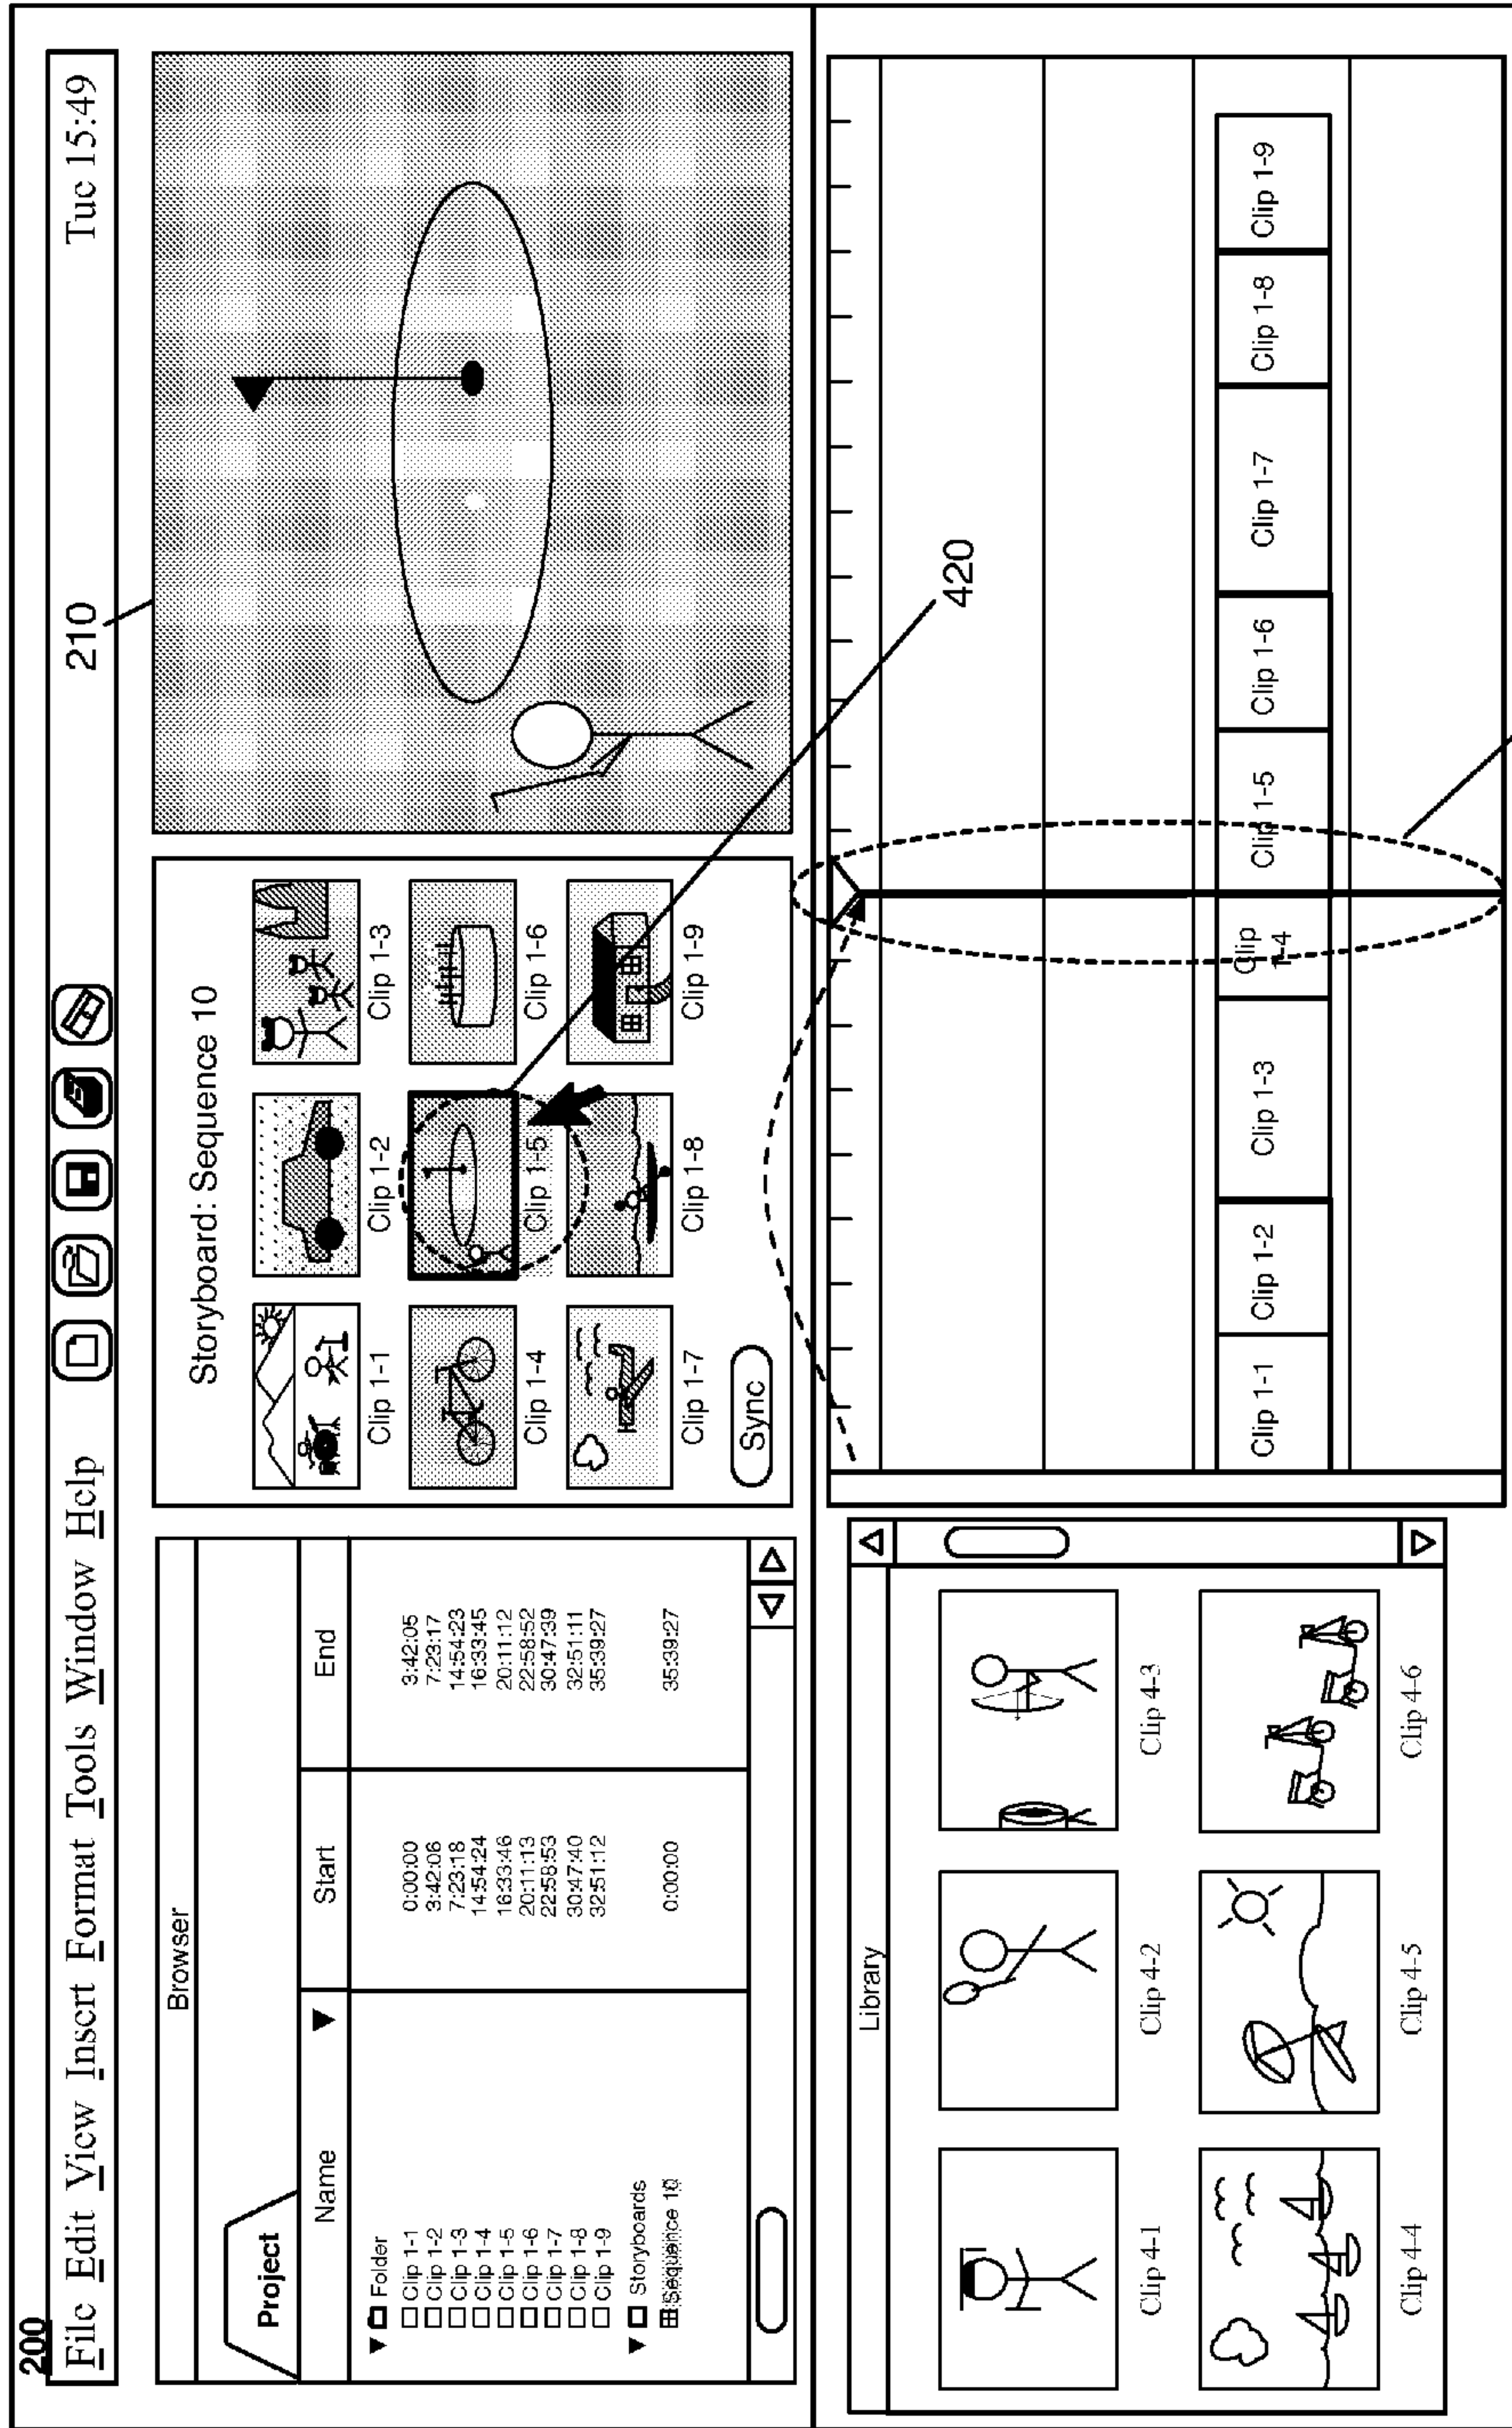 200
File Edit View Insert Format Tools Window Help
Tue 15:49
210
Browser
Project
Name Start End
Folder
Clip 1-1 0:00:00 3:42:05
Clip 1-2 3:42:06 7:23:17
Clip 1-3 7:23:18 14:54:23
Clip 1-4 14:54:24 16:33:45
Clip 1-5 16:33:46 20:11:12
Clip 1-6 20:11:13 22:58:52
Clip 1-7 22:58:53 30:47:39
Clip 1-8 30:47:40 32:51:11
Clip 1-9 32:51:12 35:39:27
Storyboards
Sequence 10 0:00:00 35:39:27
Storyboard: Sequence 10
Clip 1-1 Clip 1-2 Clip 1-3
Clip 1-4 Clip 1-5 Clip 1-6
Clip 1-7 Clip 1-8 Clip 1-9
Sync
420
Library
Clip 4-1 Clip 4-2 Clip 4-3
Clip 4-4 Clip 4-5 Clip 4-6
Clip 1-1 Clip 1-2 Clip 1-3 Clip 1-4 Clip 1-5 Clip 1-6 Clip 1-7 Clip 1-8 Clip 1-9